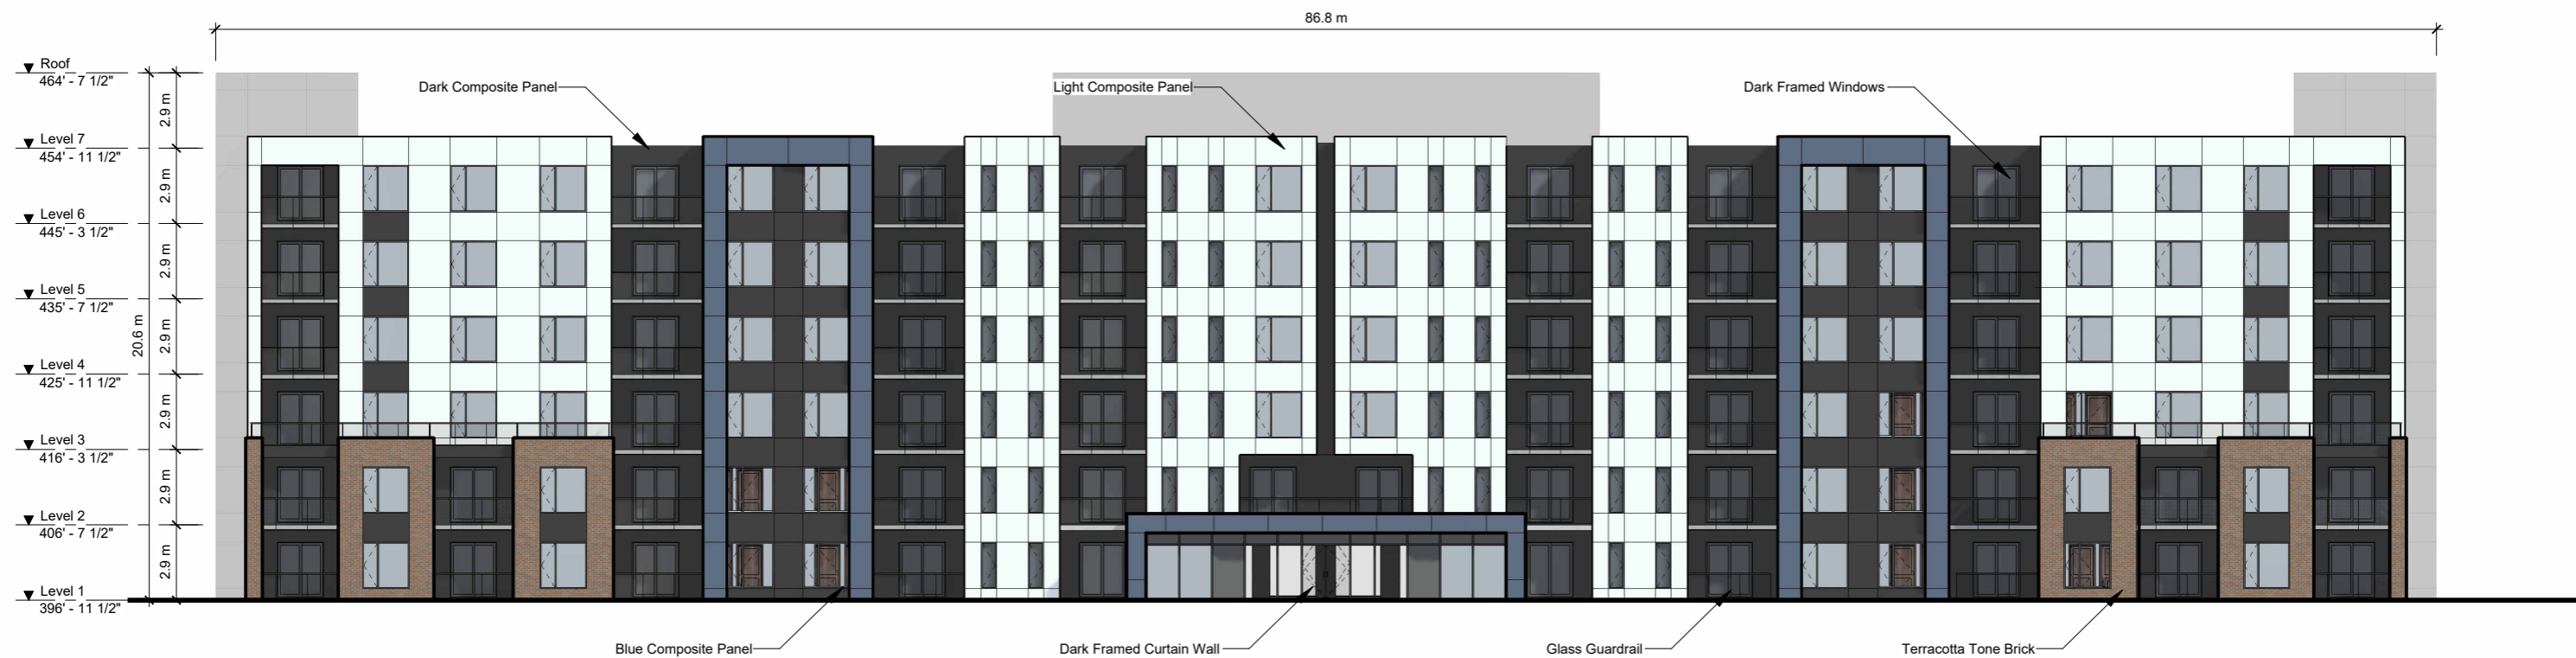 86.8 m
Roof
464' - 7 1/2"
Dark Composite Panel
Light Composite Panel
Dark Framed Windows
2.9 m
Level 7
454' - 11 1/2"
2.9 m
Level 6
445' - 3 1/2"
2.9 m
Level 5
435' - 7 1/2"
20.6 m
2.9 m
Level 4
425' - 11 1/2"
2.9 m
Level 3
416' - 3 1/2"
2.9 m
Level 2
406' - 7 1/2"
2.9 m
Level 1
396' - 11 1/2"
Blue Composite Panel
Dark Framed Curtain Wall
Glass Guardrail
Terracotta Tone Brick